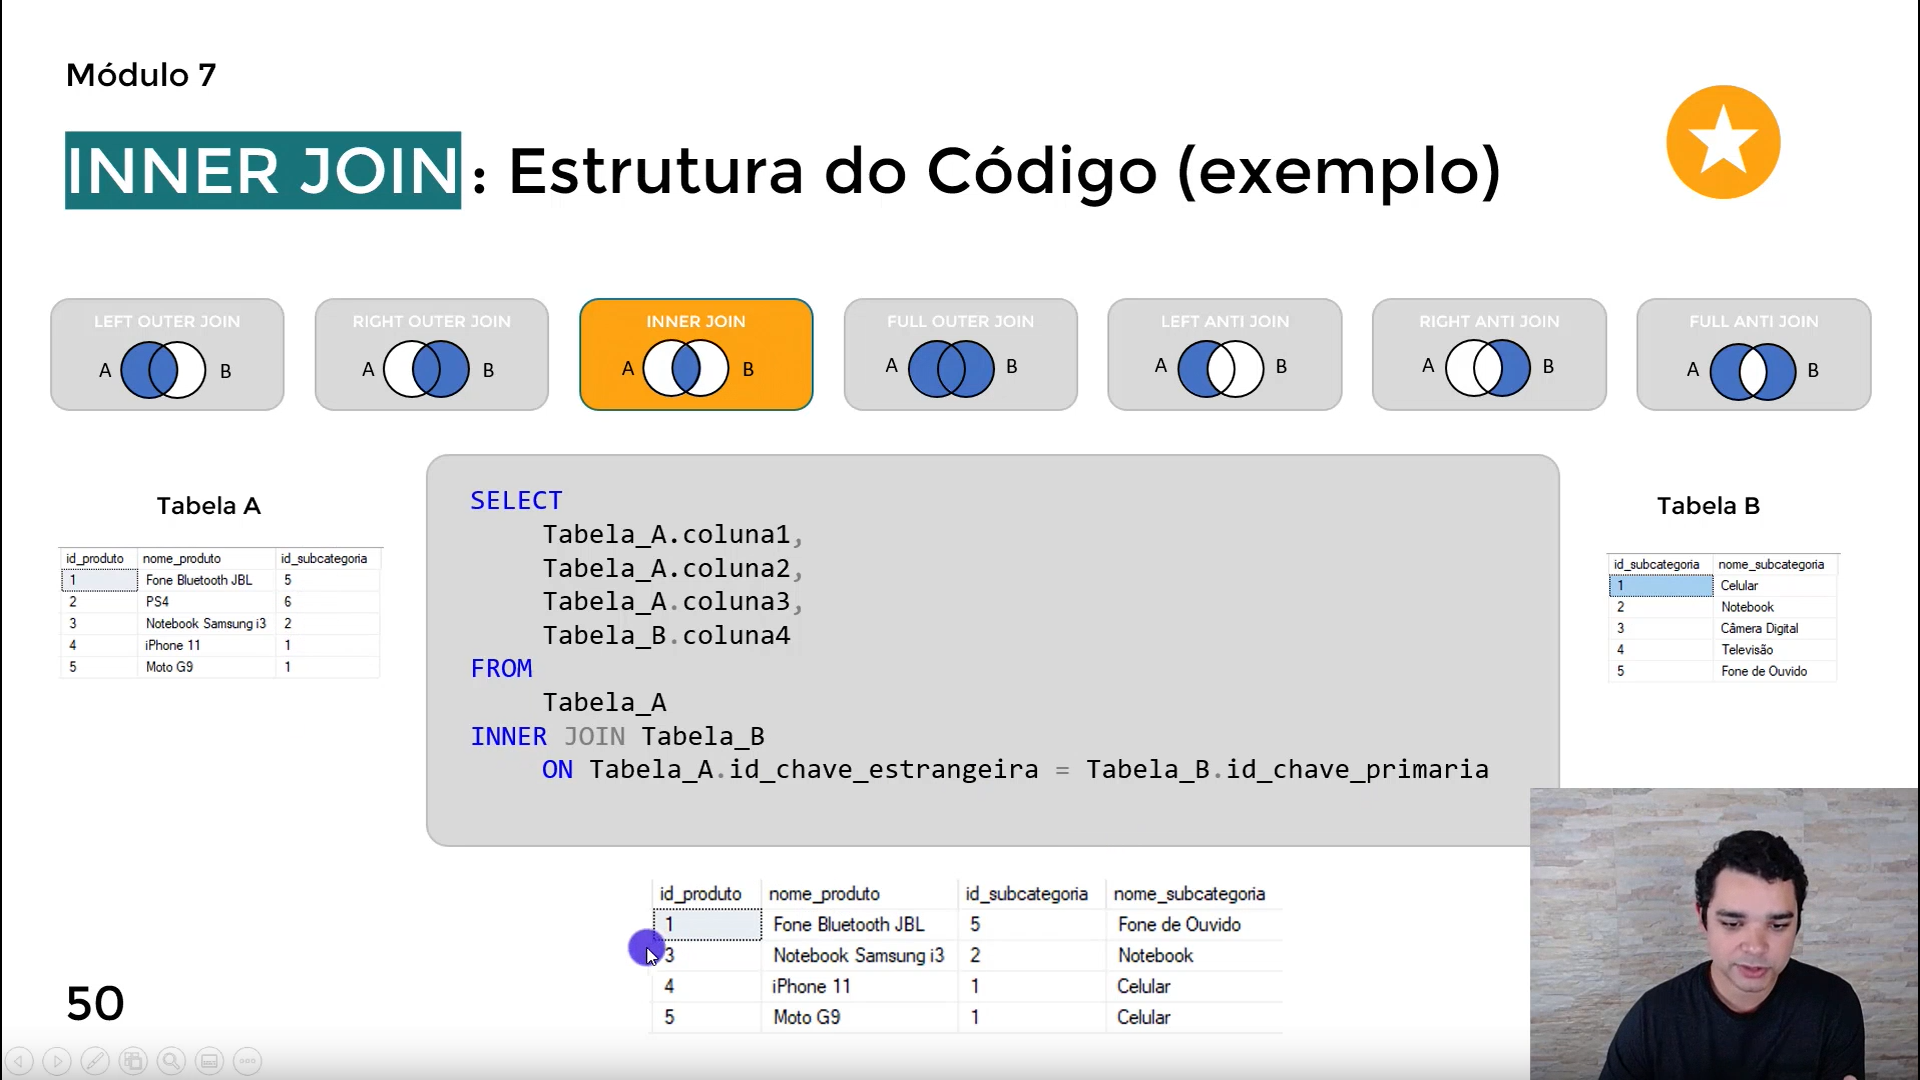 Módulo 7
INNER JOIN : Estrutura do Código (exemplo)
LEFT OUTER JOIN
A B
RIGHT OUTER JOIN
A B
INNER JOIN
A B
FULL OUTER JOIN
A B
LEFT ANTI JOIN
A B
RIGHT ANTI JOIN
A B
FULL ANTI JOIN
A B
Tabela A
id_produto nome_produto id_subcategoria
1 Fone Bluetooth JBL 5
2 PS4 6
3 Notebook Samsung i3 2
4 iPhone 11 1
5 Moto G9 1
SELECT
Tabela_A.coluna1,
Tabela_A.coluna2,
Tabela_A.coluna3,
Tabela_B.coluna4
FROM
Tabela_A
INNER JOIN Tabela_B
ON Tabela_A.id_chave_estrangeira = Tabela_B.id_chave_primaria
Tabela B
id_subcategoria nome_subcategoria
1 Celular
2 Notebook
3 Câmera Digital
4 Televisão
5 Fone de Ouvido
id_produto nome_produto id_subcategoria nome_subcategoria
1 Fone Bluetooth JBL 5 Fone de Ouvido
3 Notebook Samsung i3 2 Notebook
4 iPhone 11 1 Celular
5 Moto G9 1 Celular
50